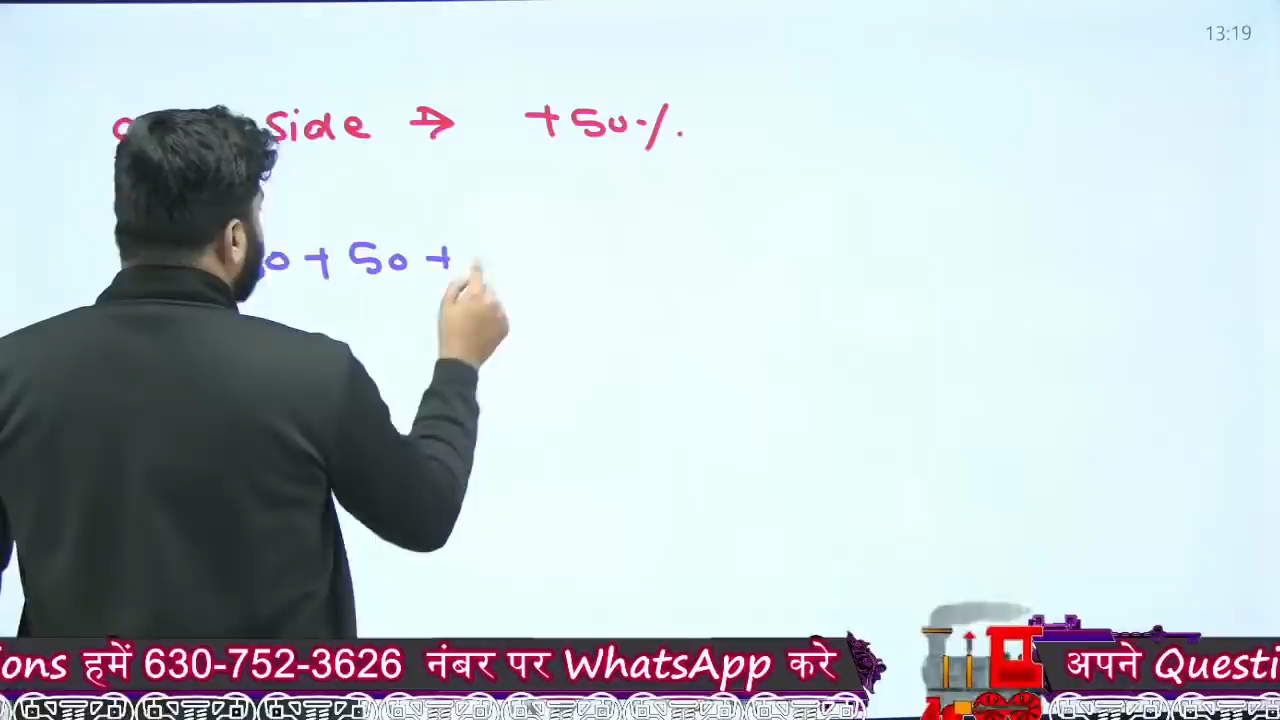 13:19
side → +50%.
0 + 50 +
ons हमें 630-752-3626 नंबर पर WhatsApp करे
अपने Questi